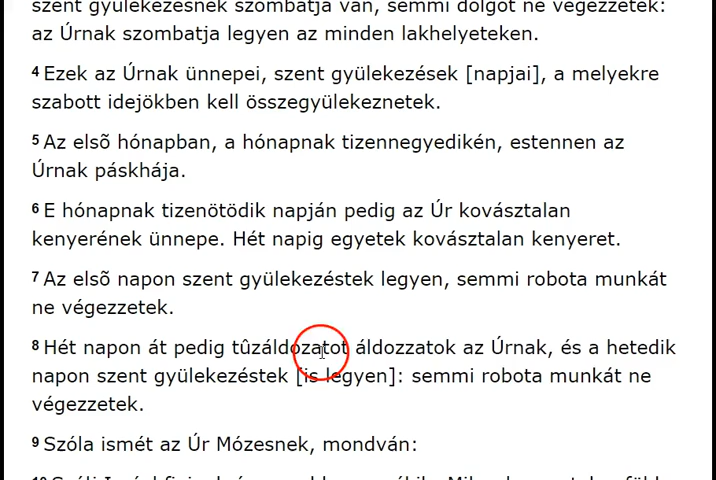 szent gyülekezésnek szombatja van, semmi dolgot ne végezzetek:
az Úrnak szombatja legyen az minden lakhelyeteken.
4 Ezek az Úrnak ünnepei, szent gyülekezések [napjai], a melyekre
szabott idejökben kell összegyülekeznetek.
5 Az elsõ hónapban, a hónapnak tizennegyedikén, estennen az
Úrnak páskhája.
6 E hónapnak tizenötödik napján pedig az Úr kovásztalan
kenyerének ünnepe. Hét napig egyetek kovásztalan kenyeret.
7 Az elsõ napon szent gyülekezéstek legyen, semmi robota munkát
ne végezzetek.
8 Hét napon át pedig tûzáldozatot áldozzatok az Úrnak, és a hetedik
napon szent gyülekezéstek [is legyen]: semmi robota munkát ne
végezzetek.
9 Szóla ismét az Úr Mózesnek, mondván: